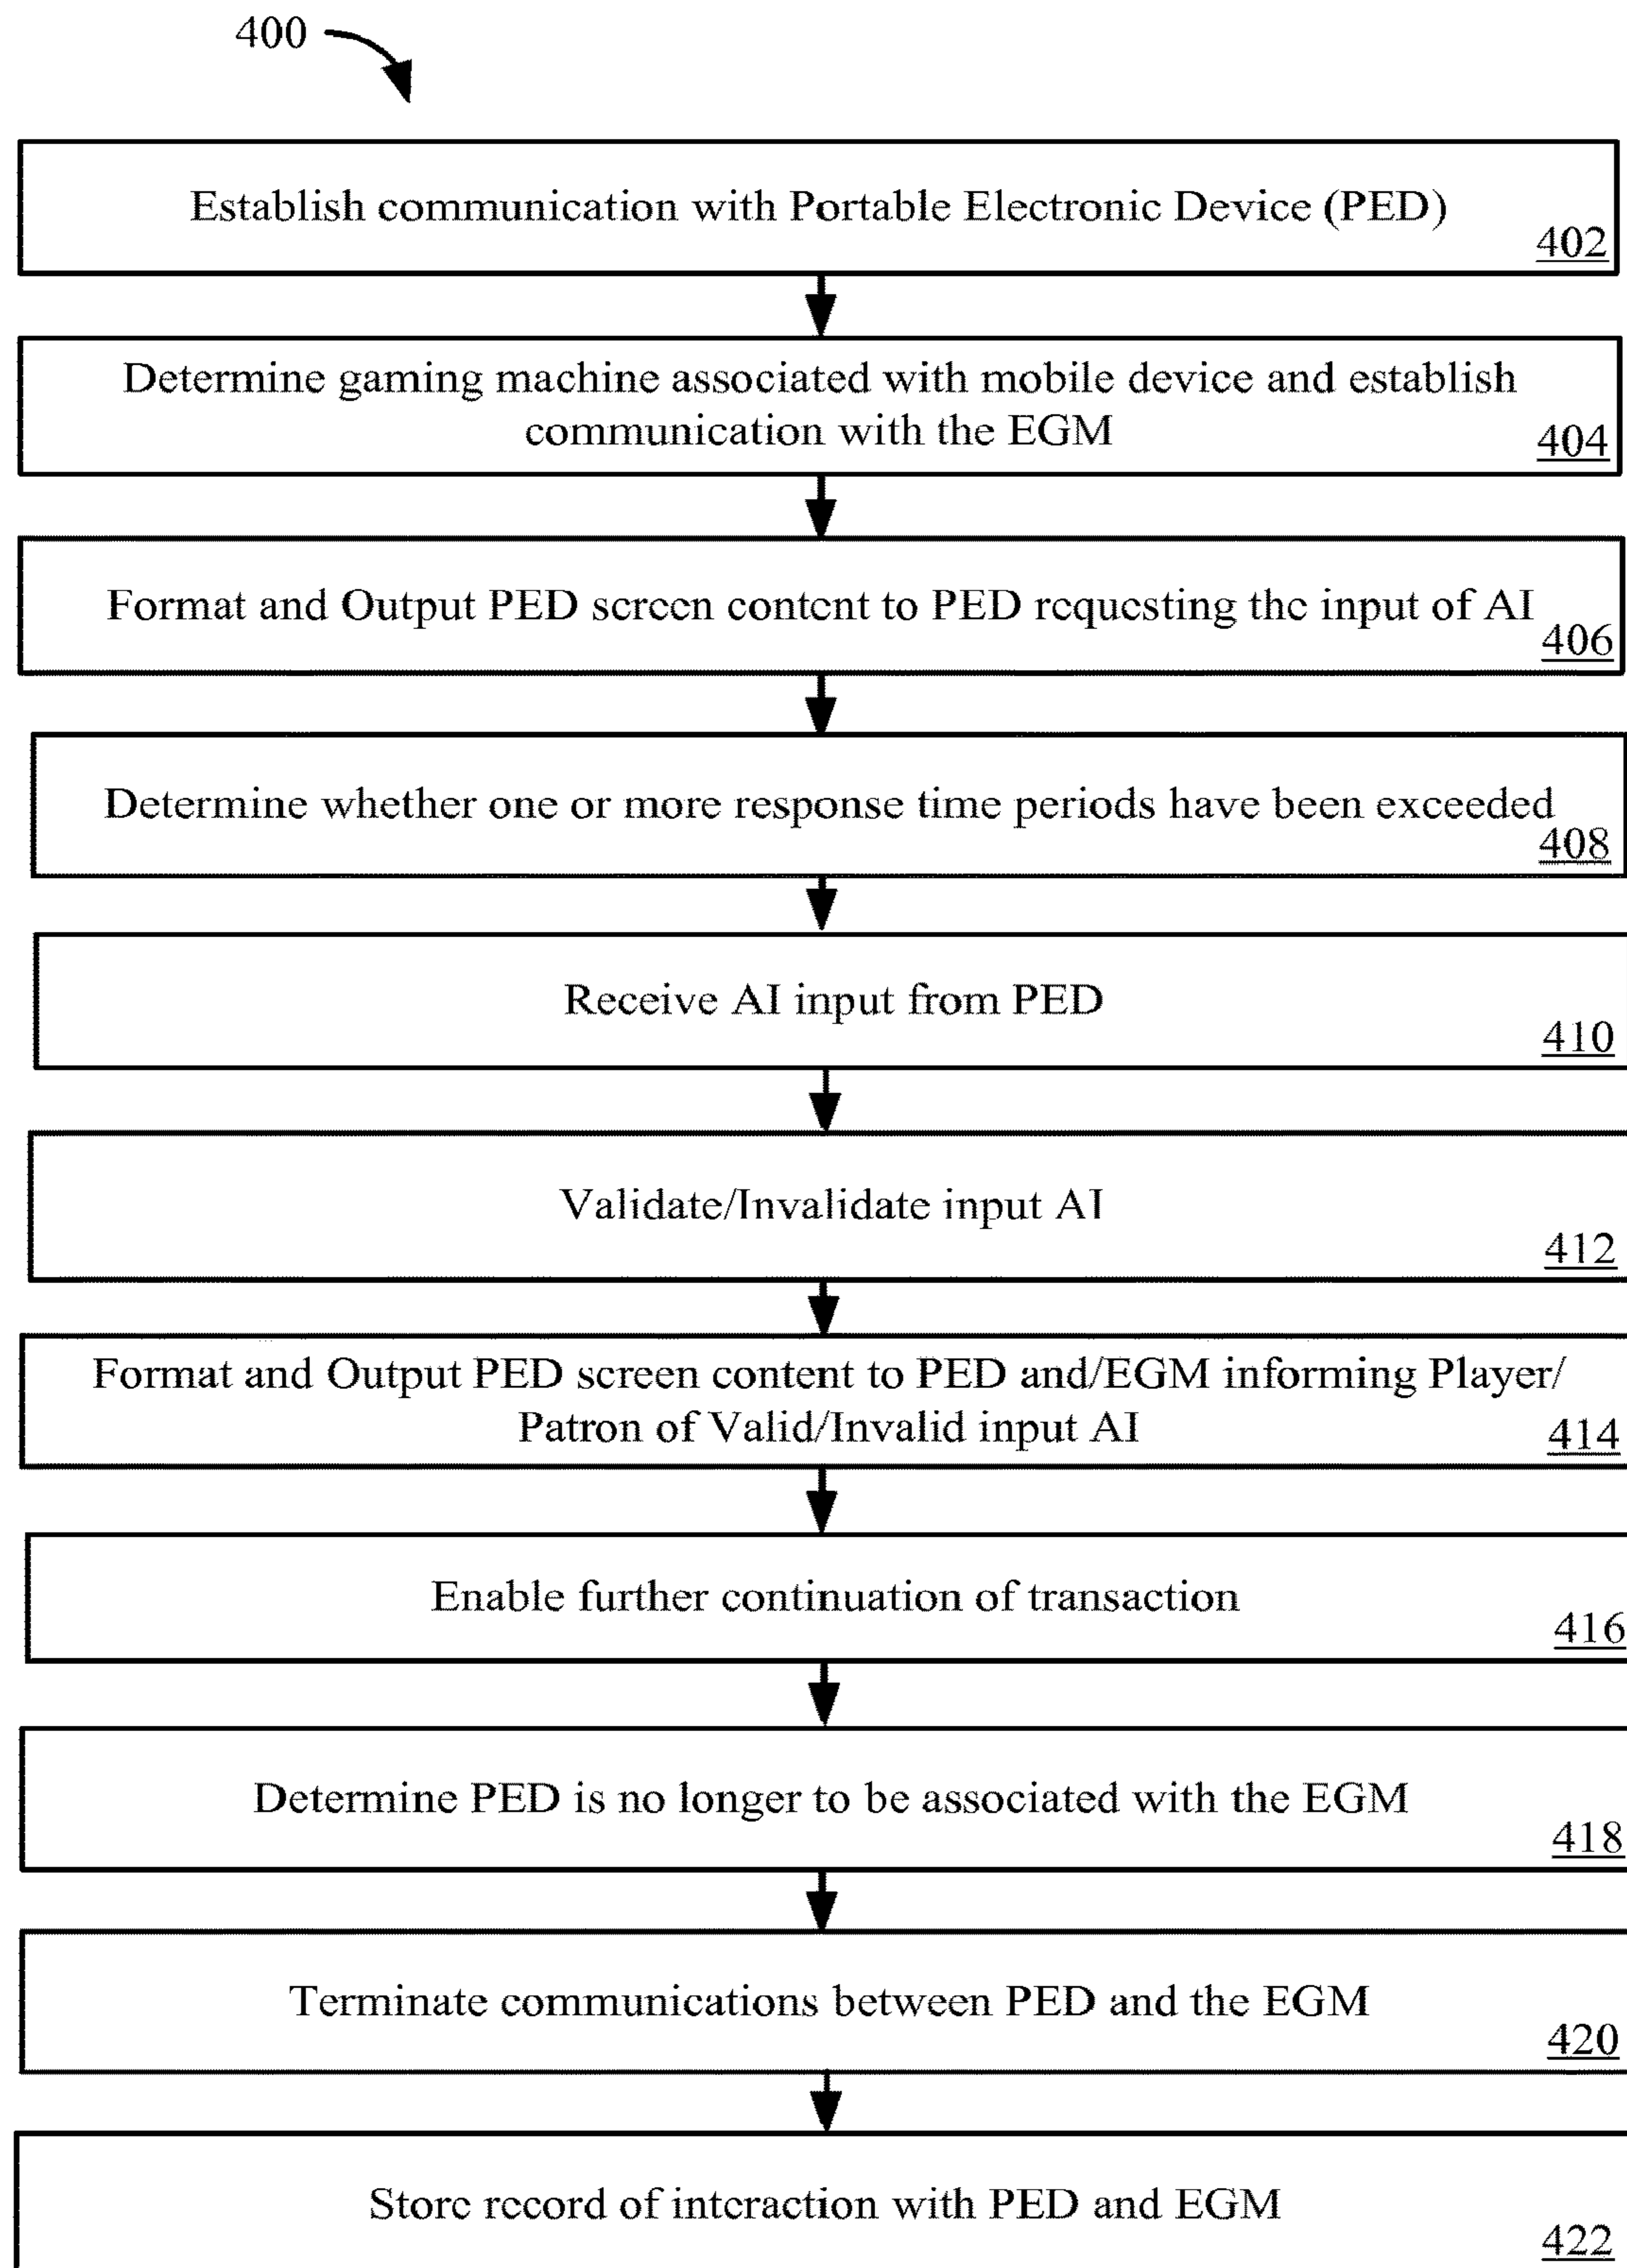 400
Establish communication with Portable Electronic Device (PED)
402
Determine gaming machine associated with mobile device and establish
communication with the EGM
404
Format and Output PED screen content to PED requesting the input of AI
406
Determine whether one or more response time periods have been exceeded
408
Receive AI input from PED
410
Validate/Invalidate input AI
412
Format and Output PED screen content to PED and/EGM informing Player/
Patron of Valid/Invalid input AI
414
Enable further continuation of transaction
416
Determine PED is no longer to be associated with the EGM
418
Terminate communications between PED and the EGM
420
Store record of interaction with PED and EGM
422